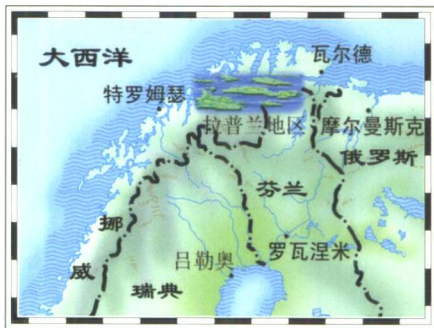 大西洋
瓦尔德
特罗姆瑟
拉普兰地区
摩尔曼斯克
俄罗斯
芬兰
挪
威
罗瓦涅米
吕勒奥
瑞典